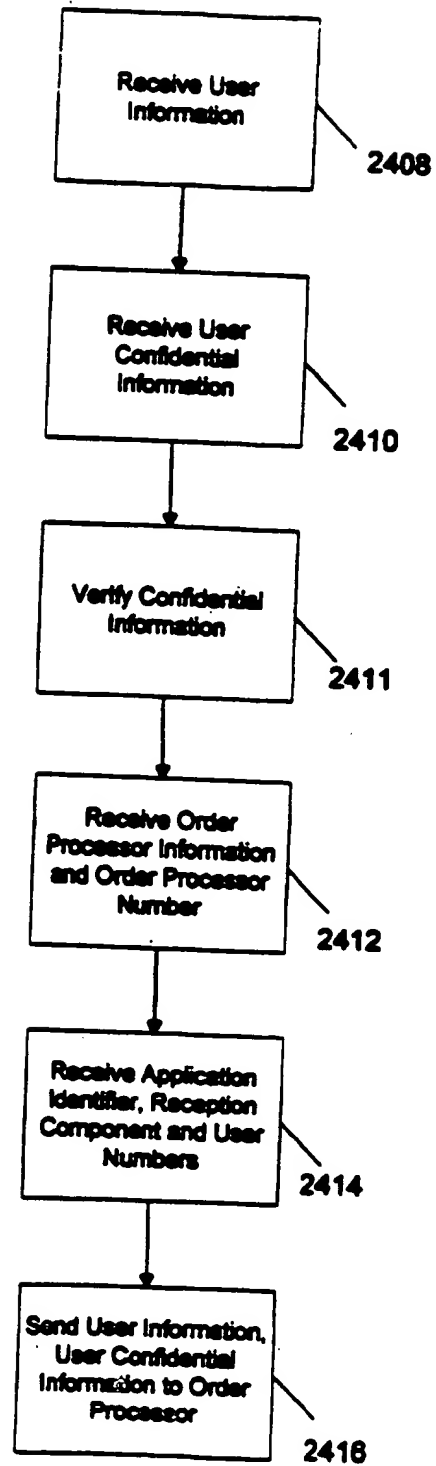 Receive User
Information
2408
Receive User
Confidential
Information
2410
Verify Confidential
Information
2411
Receive Order
Processor Information
and Order Processor
Number
2412
Receive Application
Identifier, Reception
Component and User
Numbers
2414
Send User Information,
User Confidential
Information to Order
Processor
2416